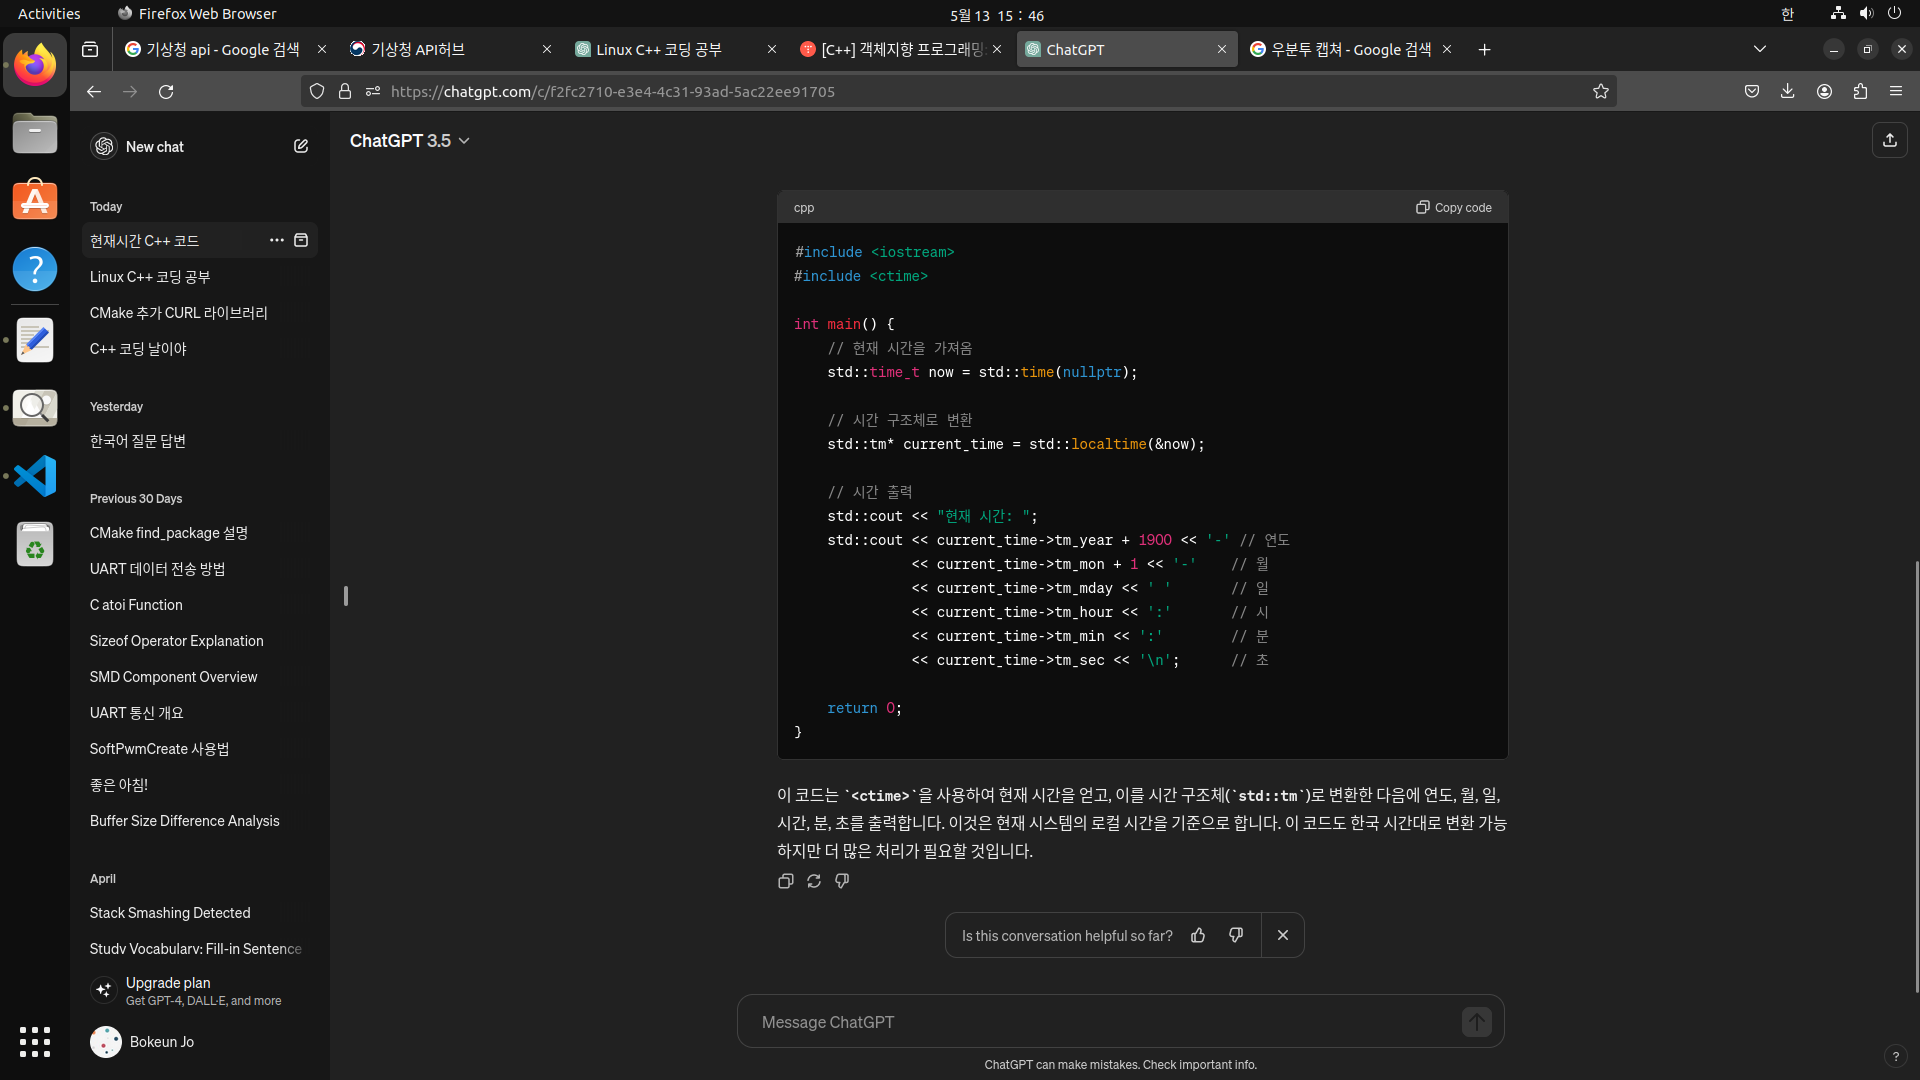 Activities
Firefox Web Browser
5월 13 15 : 46
한
기상청 api - Google 검색
기상청 API허브
Linux C++ 코딩 공부
[C++] 객체지향 프로그래밍
ChatGPT
우분투 캡쳐 - Google 검색
https://chatgpt.com/c/f2fc2710-e3e4-4c31-93ad-5ac22ee91705
New chat
Today
현재시간 C++ 코드
Linux C++ 코딩 공부
CMake 추가 CURL 라이브러리
C++ 코딩 날이야
Yesterday
한국어 질문 답변
Previous 30 Days
CMake find_package 설명
UART 데이터 전송 방법
C atoi Function
Sizeof Operator Explanation
SMD Component Overview
UART 통신 개요
SoftPwmCreate 사용법
좋은 아침!
Buffer Size Difference Analysis
April
Stack Smashing Detected
Study Vocabulary: Fill-in Sentence
Upgrade plan
Get GPT-4, DALL·E, and more
Bokeun Jo
ChatGPT 3.5
cpp
Copy code
#include <iostream>
#include <ctime>
int main() {
// 현재 시간을 가져옴
std::time_t now = std::time(nullptr);
// 시간 구조체로 변환
std::tm* current_time = std::localtime(&now);
// 시간 출력
std::cout << "현재 시간: ";
std::cout << current_time->tm_year + 1900 << '-' // 연도
<< current_time->tm_mon + 1 << '-' // 월
<< current_time->tm_mday << ' ' // 일
<< current_time->tm_hour << ':' // 시
<< current_time->tm_min << ':' // 분
<< current_time->tm_sec << '\n'; // 초
return 0;
}
이 코드는 `<ctime>`을 사용하여 현재 시간을 얻고, 이를 시간 구조체(`std::tm`)로 변환한 다음에 연도, 월, 일,
시간, 분, 초를 출력합니다. 이것은 현재 시스템의 로컬 시간을 기준으로 합니다. 이 코드도 한국 시간대로 변환 가능
하지만 더 많은 처리가 필요할 것입니다.
Is this conversation helpful so far?
Message ChatGPT
ChatGPT can make mistakes. Check important info.
?